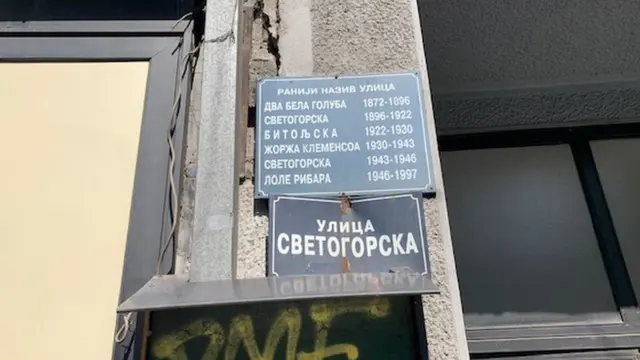 РАНИЈИ НАЗИВ УЛИЦА
ДВА БЕЛА ГОЛУБА 1872-1896
СВЕТОГОРСКА 1896-1922
БИТОЉСКА 1922-1930
ЖОРЖА КЛЕМЕНСОА 1930-1943
СВЕТОГОРСКА 1943-1946
ЛОЛЕ РИБАРА 1946-1997
УЛИЦА
СВЕТОГОРСКА